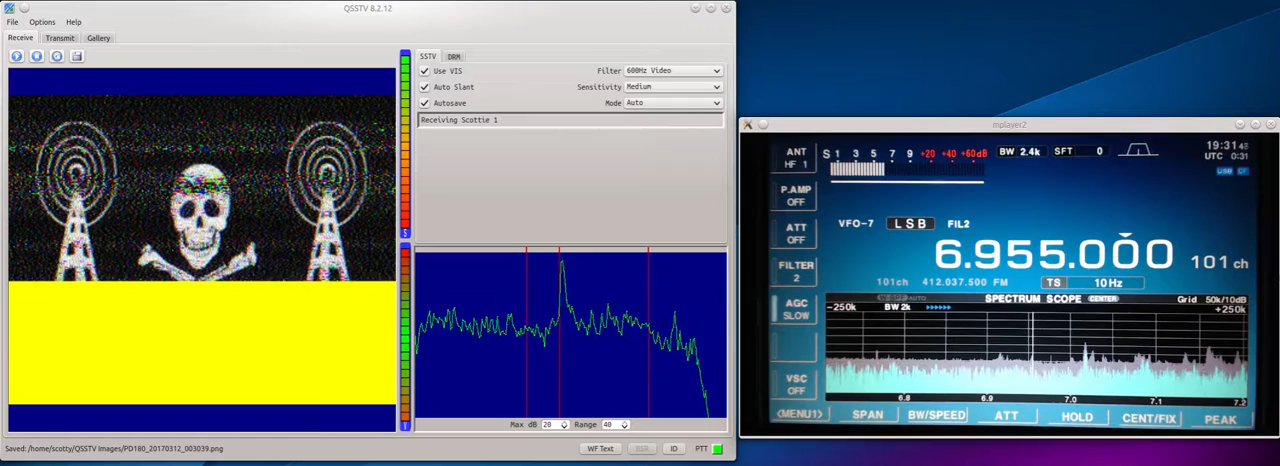 QSSTV 8.2.12
File Options Help
Receive Transmit Gallery
SSTV DRM
Use VIS
Auto Slant
Autosave
Filter 600Hz Video
Sensitivity Medium
Mode Auto
Receiving Scottie 1
S
Max dB 20 Range 40
Saved: /home/scotty/QSSTV Images/PD180_20170312_003039.png
WF Text BSR ID PTT
mplayer2
ANT
HF 1
S 1 3 5 7 9 +20 +40 +60dB
BW 2.4k SFT 0
19:31 48
UTC 0:31
P.AMP
OFF
ATT
OFF
VFO-7 LSB FIL2
6.955.000 101 ch
FILTER
2
101ch 412.037.500 FM
TS 10Hz
AGC
SLOW
SPECTRUM SCOPE CENTER Grid 50k/10dB
-250k BW 2k +250k
VSC
OFF
6.8 6.9 7.0 7.1 7.2
MENU1 SPAN BW/SPEED ATT HOLD CENT/FIX PEAK